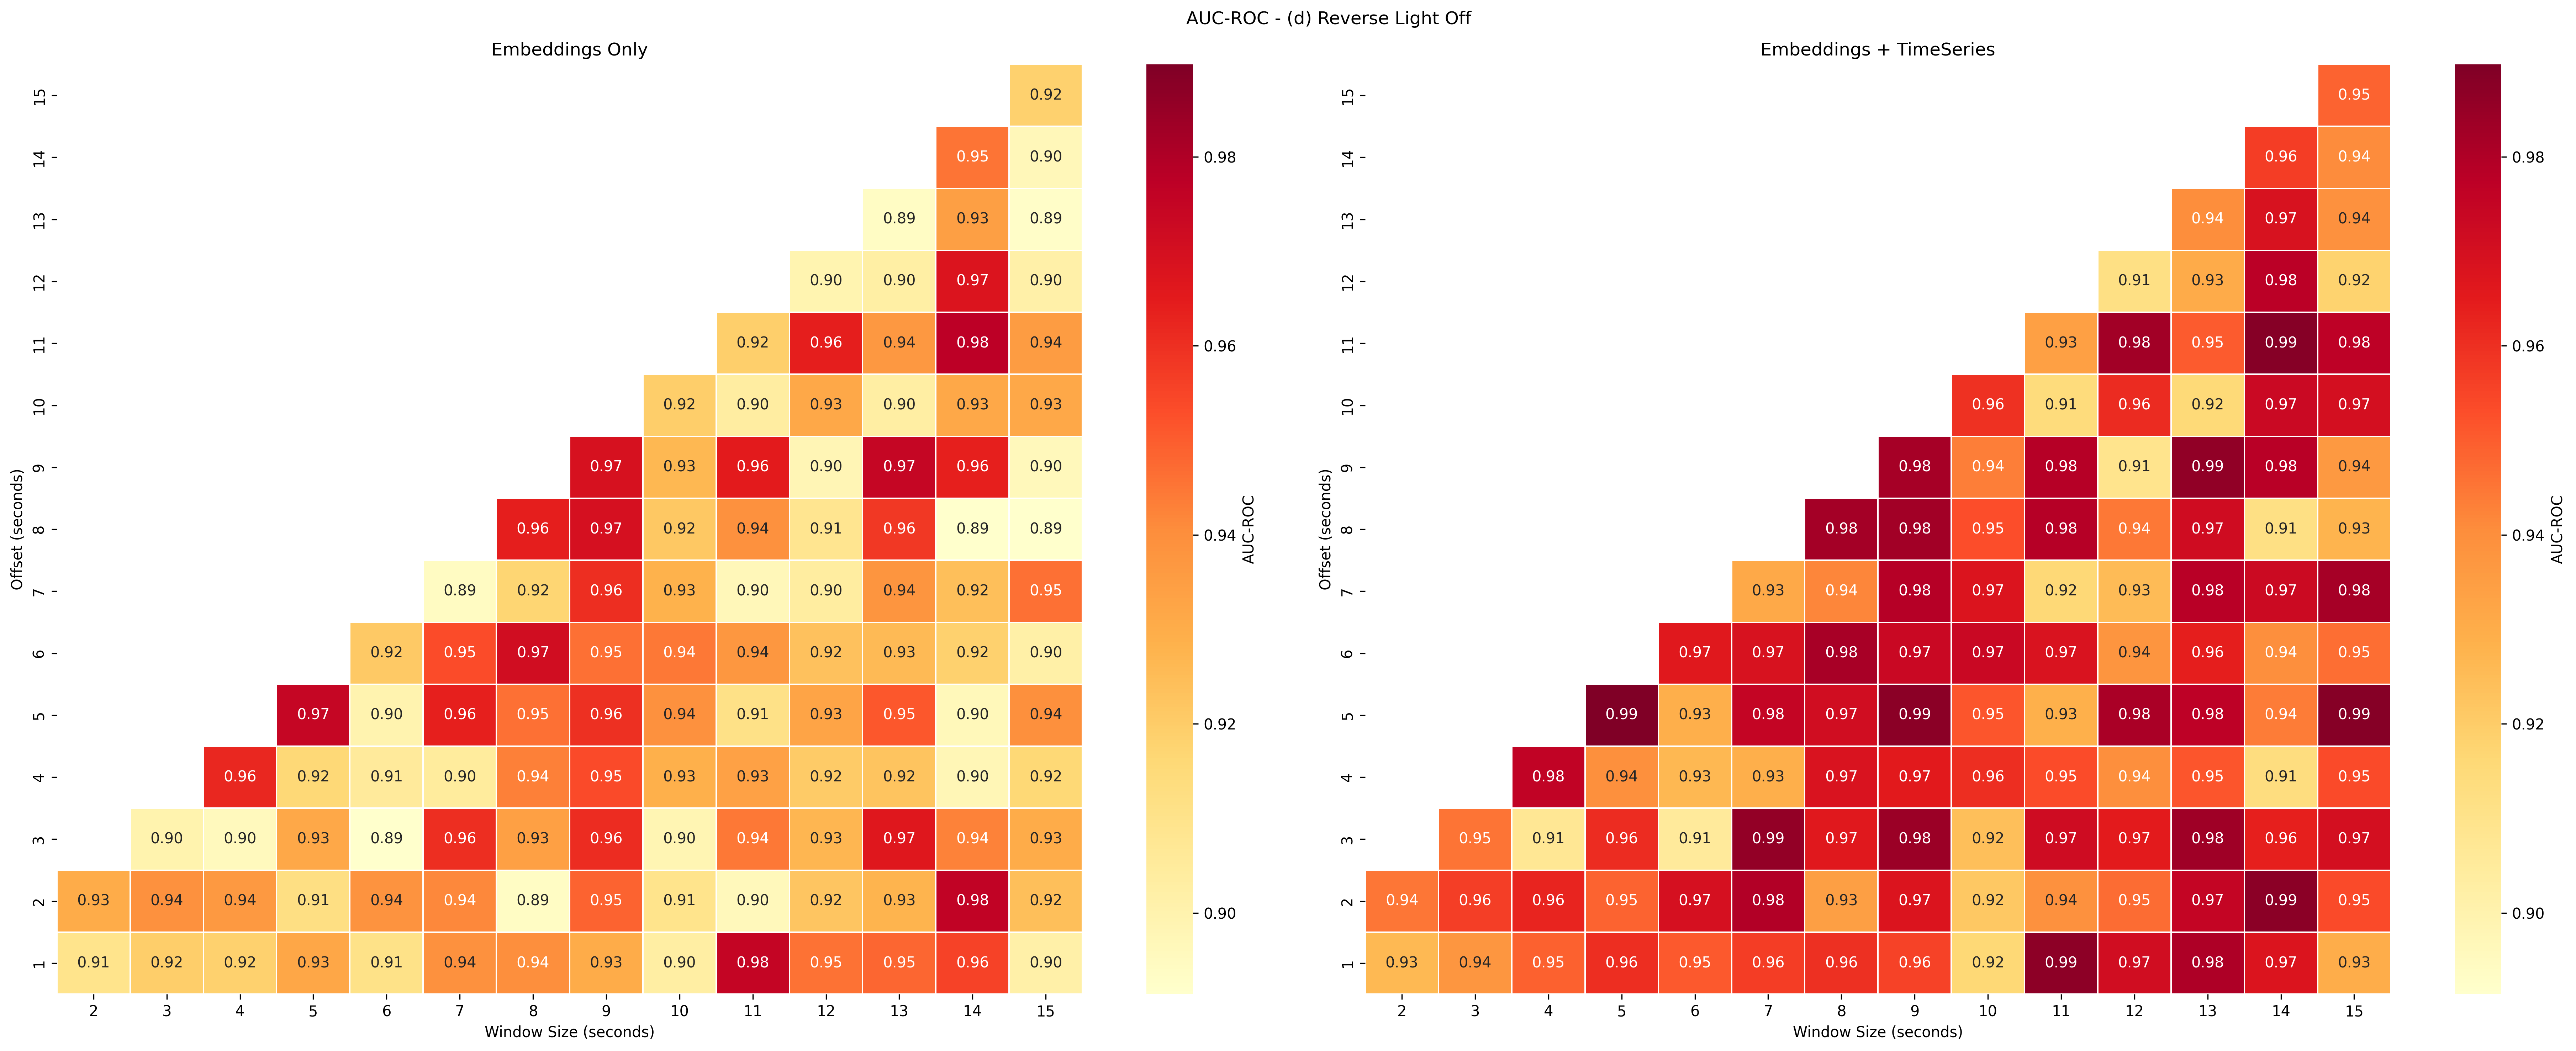 AUC-ROC - (d) Reverse Light Off
Embeddings Only
15 0.92
14 0.95 0.90
13 0.89 0.93 0.89
12 0.90 0.90 0.97 0.90
11 0.92 0.96 0.94 0.98 0.94
10 0.92 0.90 0.93 0.90 0.93 0.93
9 0.97 0.93 0.96 0.90 0.97 0.96 0.90
8 0.96 0.97 0.92 0.94 0.91 0.96 0.89 0.89
7 0.89 0.92 0.96 0.93 0.90 0.90 0.94 0.92 0.95
6 0.92 0.95 0.97 0.95 0.94 0.94 0.92 0.93 0.92 0.90
5 0.97 0.90 0.96 0.95 0.96 0.94 0.91 0.93 0.95 0.90 0.94
4 0.96 0.92 0.91 0.90 0.94 0.95 0.93 0.93 0.92 0.92 0.90 0.92
3 0.90 0.90 0.93 0.89 0.96 0.93 0.96 0.90 0.94 0.93 0.97 0.94 0.93
2 0.93 0.94 0.94 0.91 0.94 0.94 0.89 0.95 0.91 0.90 0.92 0.93 0.98 0.92
1 0.91 0.92 0.92 0.93 0.91 0.94 0.94 0.93 0.90 0.98 0.95 0.95 0.96 0.90
2 3 4 5 6 7 8 9 10 11 12 13 14 15
Offset (seconds)
Window Size (seconds)
0.98
0.96
0.94
0.92
0.90
AUC-ROC
Embeddings + TimeSeries
15 0.95
14 0.96 0.94
13 0.94 0.97 0.94
12 0.91 0.93 0.98 0.92
11 0.93 0.98 0.95 0.99 0.98
10 0.96 0.91 0.96 0.92 0.97 0.97
9 0.98 0.94 0.98 0.91 0.99 0.98 0.94
8 0.98 0.98 0.95 0.98 0.94 0.97 0.91 0.93
7 0.93 0.94 0.98 0.97 0.92 0.93 0.98 0.97 0.98
6 0.97 0.97 0.98 0.97 0.97 0.97 0.94 0.96 0.94 0.95
5 0.99 0.93 0.98 0.97 0.99 0.95 0.93 0.98 0.98 0.94 0.99
4 0.98 0.94 0.93 0.93 0.97 0.97 0.96 0.95 0.94 0.95 0.91 0.95
3 0.95 0.91 0.96 0.91 0.99 0.97 0.98 0.92 0.97 0.97 0.98 0.96 0.97
2 0.94 0.96 0.96 0.95 0.97 0.98 0.93 0.97 0.92 0.94 0.95 0.97 0.99 0.95
1 0.93 0.94 0.95 0.96 0.95 0.96 0.96 0.96 0.92 0.99 0.97 0.98 0.97 0.93
2 3 4 5 6 7 8 9 10 11 12 13 14 15
Offset (seconds)
Window Size (seconds)
0.98
0.96
0.94
0.92
0.90
AUC-ROC